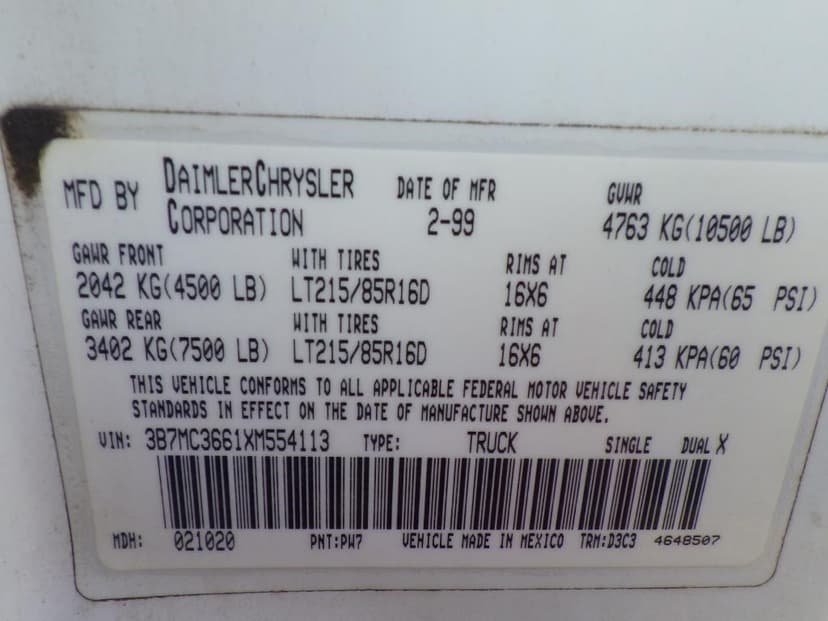 MFD BY DAIMLERCHRYSLER CORPORATION DATE OF MFR 2-99 GVWR 4763 KG(10500 LB)
GAWR FRONT WITH TIRES RIMS AT COLD
2042 KG(4500 LB) LT215/85R16D 16X6 448 KPA(65 PSI)
GAWR REAR WITH TIRES RIMS AT COLD
3402 KG(7500 LB) LT215/85R16D 16X6 413 KPA(60 PSI)
THIS VEHICLE CONFORMS TO ALL APPLICABLE FEDERAL MOTOR VEHICLE SAFETY
STANDARDS IN EFFECT ON THE DATE OF MANUFACTURE SHOWN ABOVE.
VIN: 3B7MC3661XM554113 TYPE: TRUCK SINGLE DUAL X
MDH: 021020 PNT:PW7 VEHICLE MADE IN MEXICO TRM:D3C3 4648507